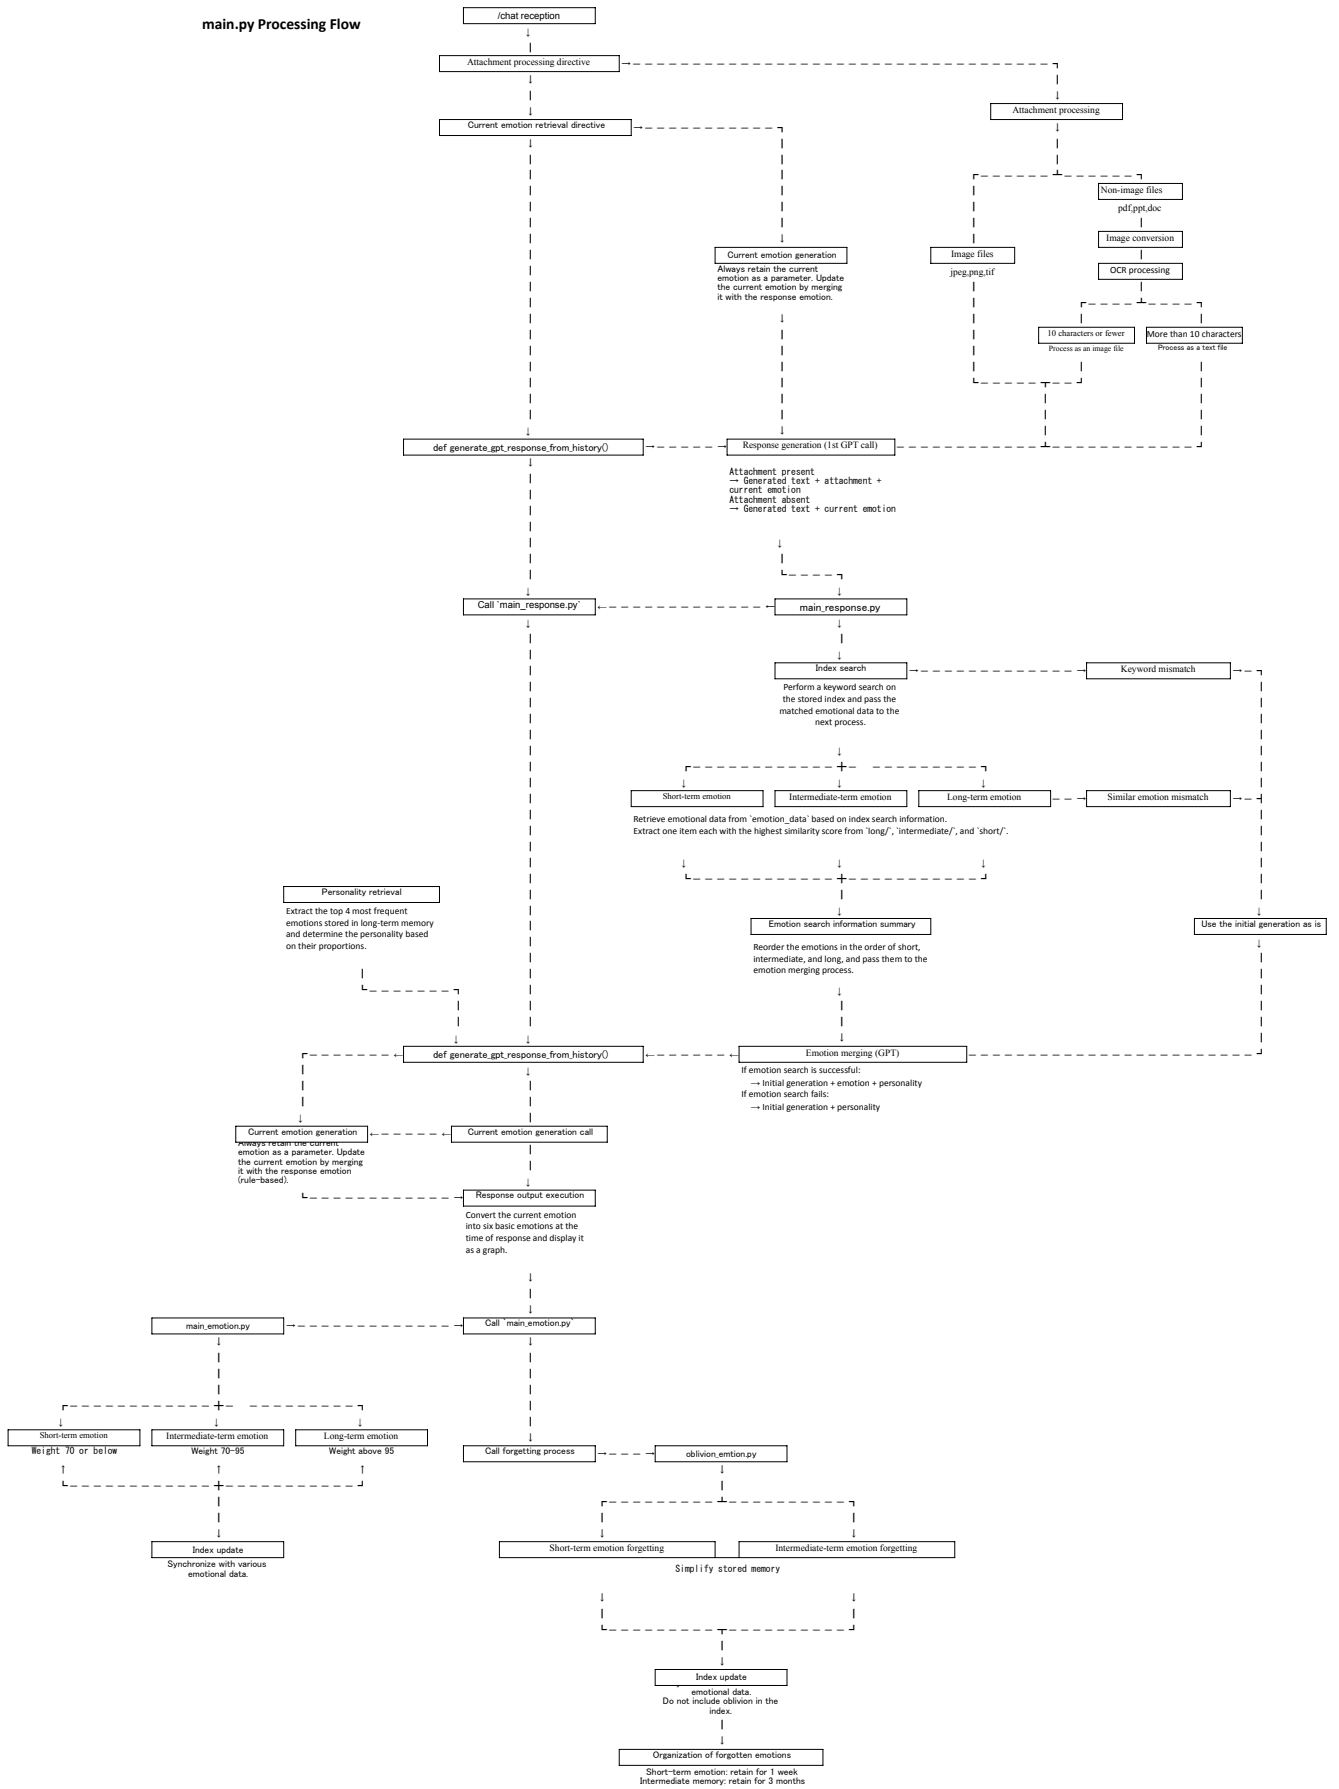 main.py Processing Flow
/chat reception
Attachment processing directive
Attachment processing
Current emotion retrieval directive
Non-image files
pdf,ppt,doc
Image conversion
Current emotion generation
Always retain the current
emotion as a parameter. Update
the current emotion by merging
it with the response emotion.
Image files
jpeg,png,tif
OCR processing
10 characters or fewer
Process as an image file
More than 10 characters
Process as a text file
def generate_gpt_response_from_history()
Response generation (1st GPT call)
Attachment present
→ Generated text + attachment +
current emotion
Attachment absent
→ Generated text + current emotion
Call `main_response.py`
main_response.py
Index search
Keyword mismatch
Perform a keyword search on
the stored index and pass the
matched emotional data to the
next process.
Short-term emotion
Intermediate-term emotion
Long-term emotion
Similar emotion mismatch
Retrieve emotional data from `emotion_data` based on index search information.
Extract one item each with the highest similarity score from `long/`, `intermediate/`, and `short/`.
Personality retrieval
Extract the top 4 most frequent
emotions stored in long-term memory
and determine the personality based
on their proportions.
Emotion search information summary
Reorder the emotions in the order of short,
intermediate, and long, and pass them to the
emotion merging process.
Use the initial generation as is
def generate_gpt_response_from_history()
Emotion merging (GPT)
If emotion search is successful:
→ Initial generation + emotion + personality
If emotion search fails:
→ Initial generation + personality
Current emotion generation
Always retain the current
emotion as a parameter. Update
the current emotion by merging
it with the response emotion
(rule-based).
Current emotion generation call
Response output execution
Convert the current emotion
into six basic emotions at the
time of response and display it
as a graph.
main_emotion.py
Call `main_emotion.py`
Short-term emotion
Weight 70 or below
Intermediate-term emotion
Weight 70-95
Long-term emotion
Weight above 95
Call forgetting process
oblivion_emtion.py
Index update
Synchronize with various
emotional data.
Short-term emotion forgetting
Intermediate-term emotion forgetting
Simplify stored memory
Index update
emotional data.
Do not include oblivion in the
index.
Organization of forgotten emotions
Short-term emotion: retain for 1 week
Intermediate memory: retain for 3 months